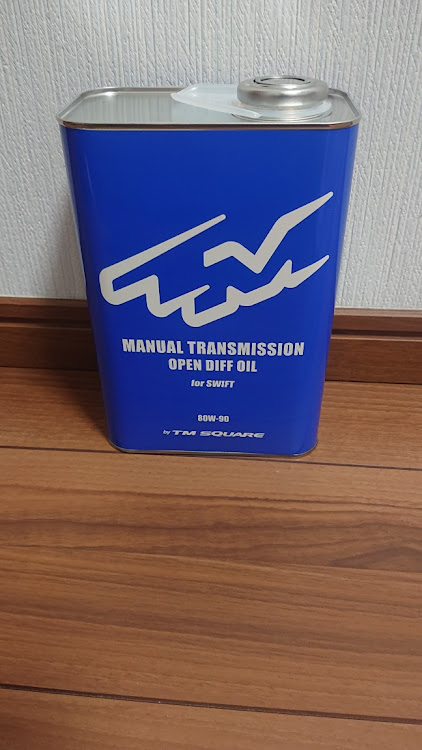 MANUAL TRANSMISSION
OPEN DIFF OIL
for SWIFT
80W-90
by TM SQUARE